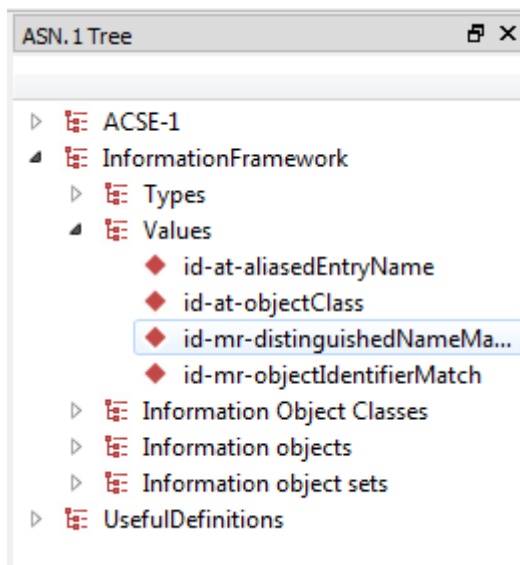 ASN.1 Tree
ACSE-1
InformationFramework
Types
Values
id-at-aliasedEntryName
id-at-objectClass
id-mr-distinguishedNameMa...
id-mr-objectIdentifierMatch
Information Object Classes
Information objects
Information object sets
UsefulDefinitions